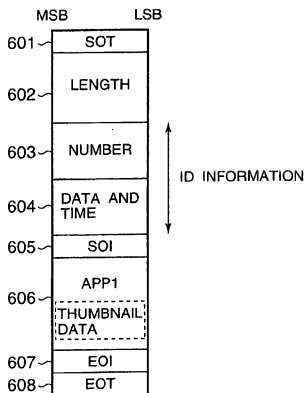 MSB LSB
601 SOT
602 LENGTH
603 NUMBER
ID INFORMATION
604 DATA AND
TIME
605 SOI
APP1
606
THUMBNAIL
DATA
607 EOI
608 EOT